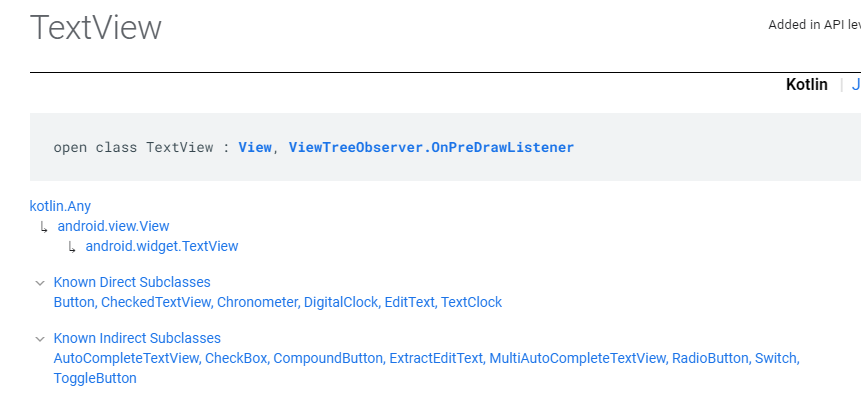 TextView
Added in API lev
Kotlin | J
open class TextView : View, ViewTreeObserver.OnPreDrawListener
kotlin.Any
↳ android.view.View
↳ android.widget.TextView
Known Direct Subclasses
Button, CheckedTextView, Chronometer, DigitalClock, EditText, TextClock
Known Indirect Subclasses
AutoCompleteTextView, CheckBox, CompoundButton, ExtractEditText, MultiAutoCompleteTextView, RadioButton, Switch,
ToggleButton